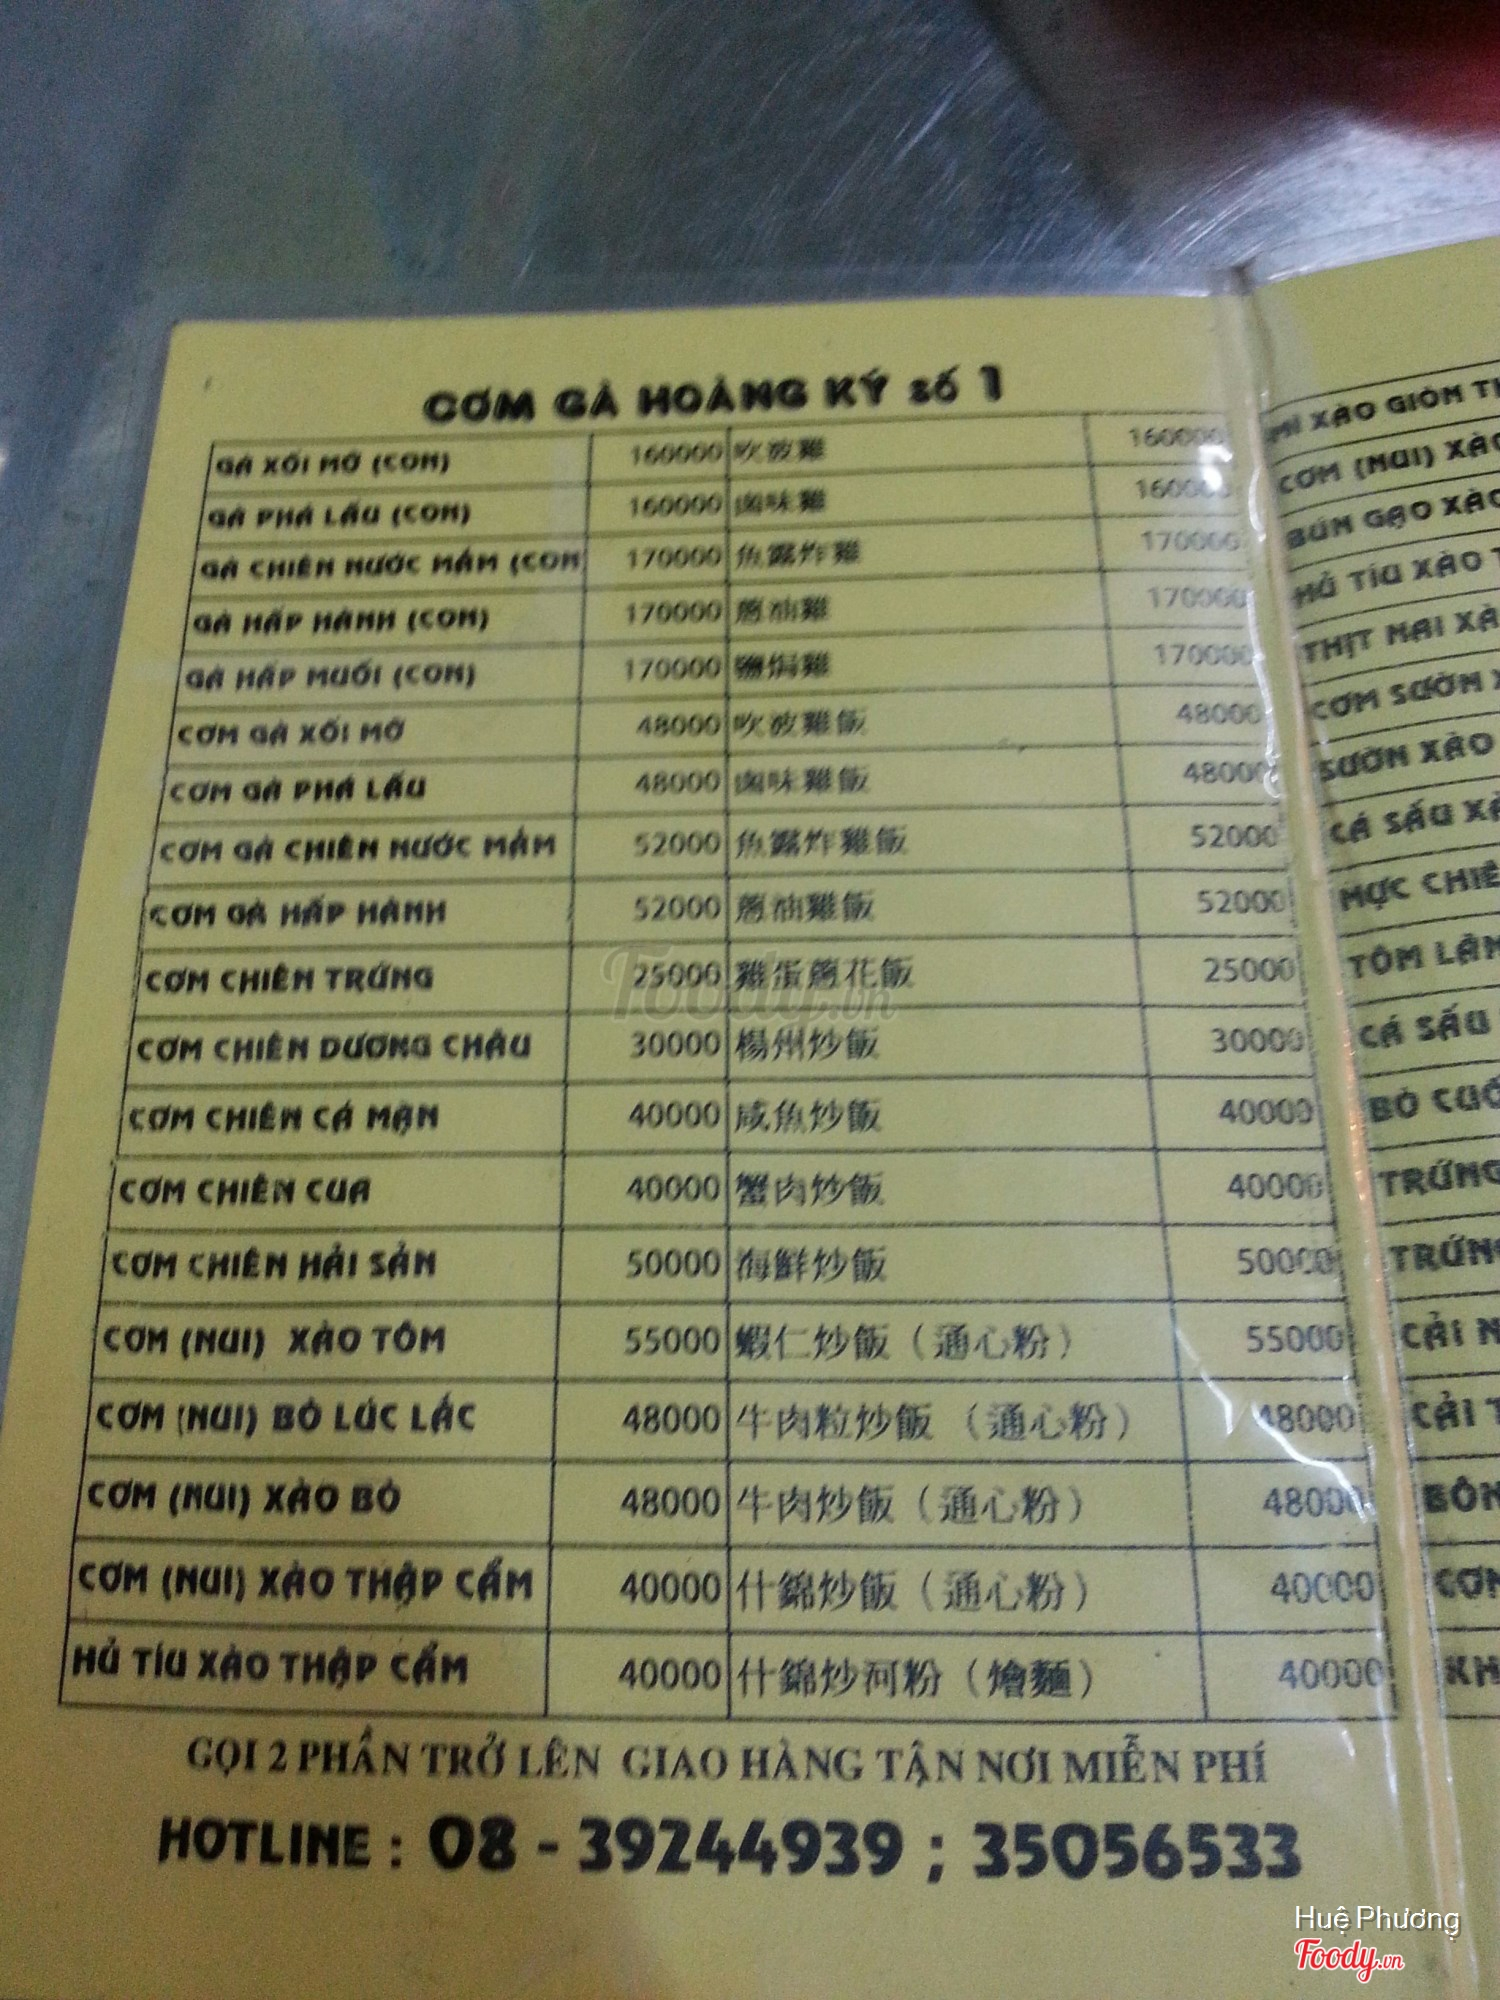 CƠM GÀ HOÀNG KÝ số 1
GÀ XỐI MỠ (CON) 160000 吹波雞 160000
GÀ PHÁ LẤU (CON) 160000 鹵味雞 160000
GÀ CHIÊN NƯỚC MẮM (CON 170000 魚露炸雞 170000
GÀ HẤP HÀNH (CON) 170000 蔥油雞 170000
GÀ HẤP MUỐI (CON) 170000 鹽焗雞 170000
CƠM GÀ XỐI MỠ 48000 吹波雞飯 48000
CƠM GÀ PHÁ LẤU 48000 鹵味雞飯 48000
CƠM GÀ CHIÊN NƯỚC MẮM 52000 魚露炸雞飯 52000
CƠM GÀ HẤP HÀNH 52000 蔥油雞飯 52000
CƠM CHIÊN TRỨNG 25000 雞蛋蔥花飯 25000
CƠM CHIÊN DƯƠNG CHÂU 30000 楊州炒飯 30000
CƠM CHIÊN CÁ MẶN 40000 咸魚炒飯 40000
CƠM CHIÊN CUA 40000 蟹肉炒飯 40000
CƠM CHIÊN HẢI SẢN 50000 海鮮炒飯 50000
CƠM (NUI) XÀO TÔM 55000 蝦仁炒飯（通心粉） 55000
CƠM (NUI) BÒ LÚC LẮC 48000 牛肉粒炒飯（通心粉） 48000
CƠM (NUI) XÀO BÒ 48000 牛肉炒飯（通心粉） 48000
CƠM (NUI) XÀO THẬP CẨM 40000 什錦炒飯（通心粉） 40000
HỦ TÍU XÀO THẬP CẨM 40000 什錦炒河粉（燴麵） 40000
GỌI 2 PHẦN TRỞ LÊN GIAO HÀNG TẬN NƠI MIỄN PHÍ
HOTLINE : 08 - 39244939 ; 35056533
MÌ XÀO GIÒN
CƠM (NUI) XÀO
BÚN GẠO XÀO
HỦ TÍU XÀO
THỊT NAI
CƠM SƯỜN
SƯỜN XÀO
CÁ SẤU
MỰC
TÔM
CÁ SẤU
BÒ
TRỨNG
CẢI
CẢI
Foody.vn
Huệ Phương
Foody.vn